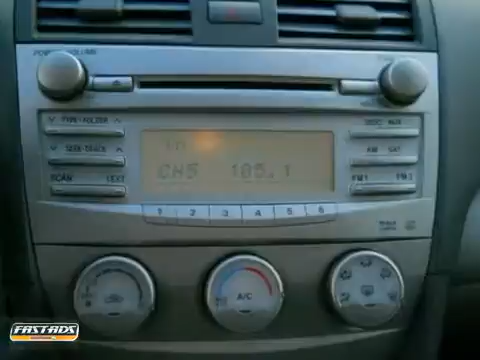 POWER VOLUME
∨ TYPE·FOLDER ∧
∨ SEEK·TRACK ∧
SCAN TEXT
CH5 105.1
DISC·AUX
AM SAT
FM1 FM2
1 2 3 4 5 6
A/C
FASTADS